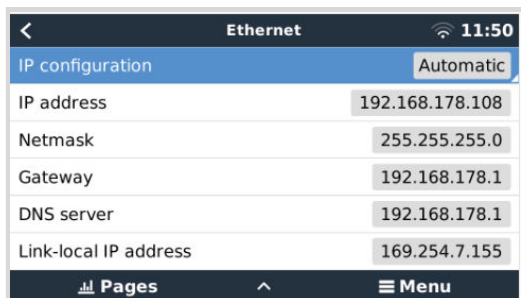 Ethernet 11:50
IP configuration Automatic
IP address 192.168.178.108
Netmask 255.255.255.0
Gateway 192.168.178.1
DNS server 192.168.178.1
Link-local IP address 169.254.7.155
Pages Menu